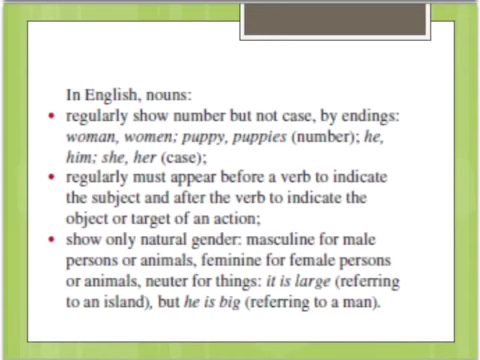 In English, nouns:
• regularly show number but not case, by endings:
woman, women; puppy, puppies (number); he,
him; she, her (case);
• regularly must appear before a verb to indicate
the subject and after the verb to indicate the
object or target of an action;
• show only natural gender: masculine for male
persons or animals, feminine for female persons
or animals, neuter for things: it is large (referring
to an island), but he is big (referring to a man).